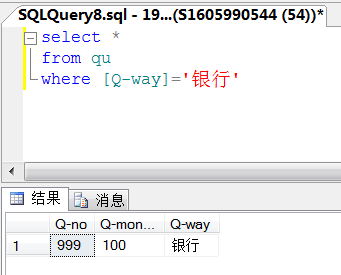 SQLQuery8.sql - 19...(S1605990544 (54))*
select *
from qu
where [Q-way]='银行'
结果 消息
Q-no Q-mon... Q-way
1 999 100 银行